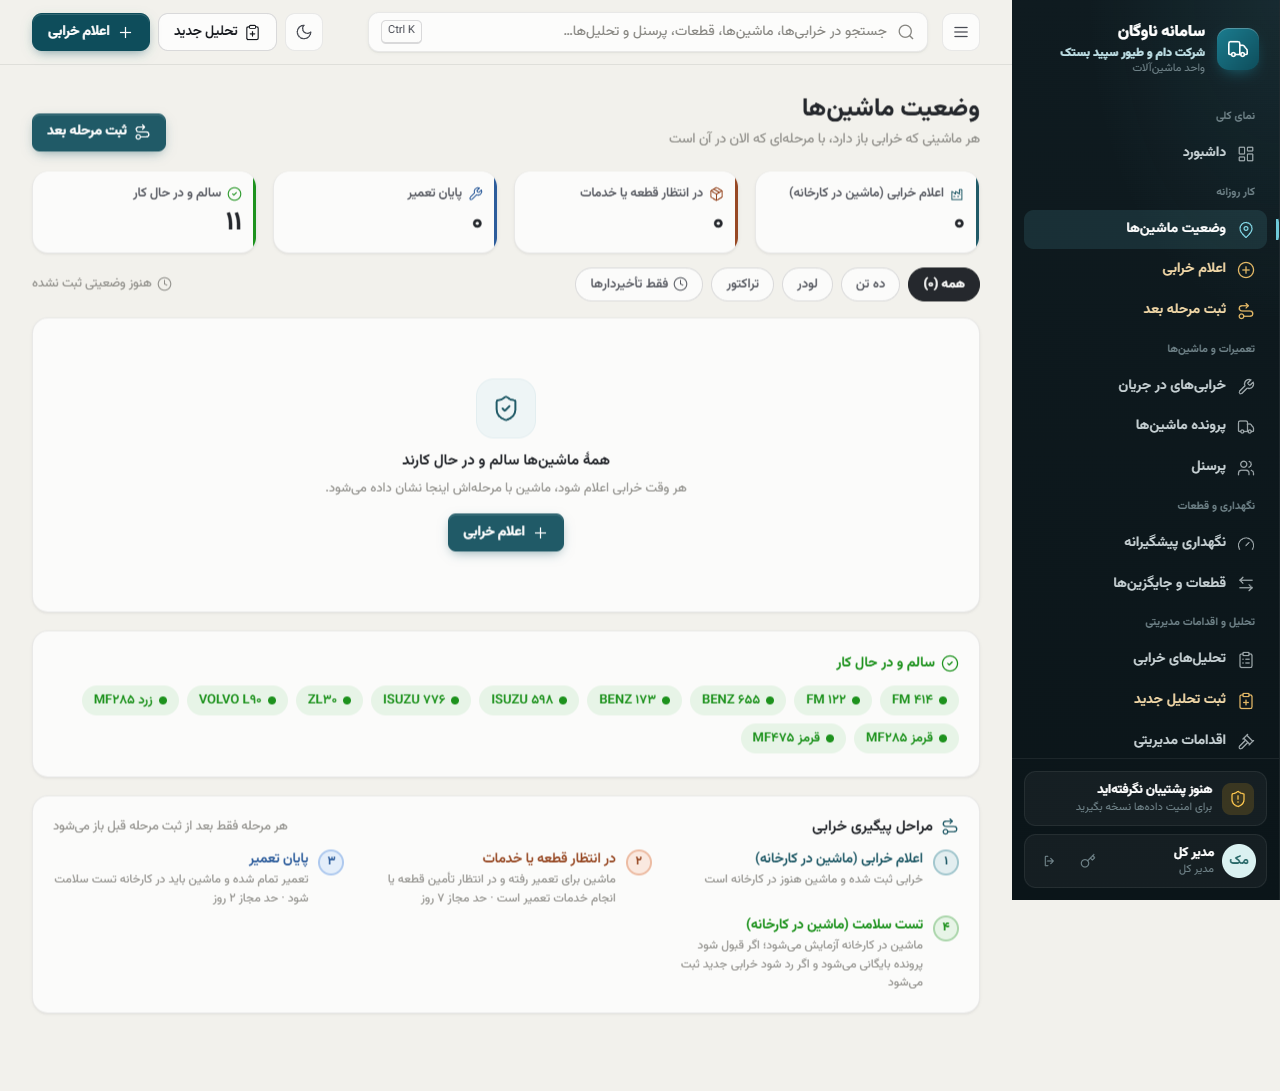 سامانه ناوگان
شرکت دام و طیور سپید بستک
واحد ماشین‌آلات
نمای کلی
داشبورد
کار روزانه
وضعیت ماشین‌ها
اعلام خرابی
ثبت مرحله بعد
تعمیرات و ماشین‌ها
خرابی‌های در جریان
پرونده ماشین‌ها
پرسنل
نگهداری و قطعات
نگهداری پیشگیرانه
قطعات و جایگزین‌ها
تحلیل و اقدامات مدیریتی
تحلیل‌های خرابی
ثبت تحلیل جدید
اقدامات مدیریتی
هنوز پشتیبان نگرفته‌اید
برای امنیت داده‌ها نسخه بگیرید
مک
مدیر کل
مدیر کل
جستجو در خرابی‌ها، ماشین‌ها، قطعات، پرسنل و تحلیل‌ها...
Ctrl K
تحلیل جدید
اعلام خرابی
وضعیت ماشین‌ها
هر ماشینی که خرابی باز دارد، با مرحله‌ای که الان در آن است
ثبت مرحله بعد
اعلام خرابی (ماشین در کارخانه)
۰
در انتظار قطعه یا خدمات
۰
پایان تعمیر
۰
سالم و در حال کار
۱۱
همه (۰)
ده تن
لودر
تراکتور
فقط تأخیردارها
هنوز وضعیتی ثبت نشده
همهٔ ماشین‌ها سالم و در حال کارند
هر وقت خرابی اعلام شود، ماشین با مرحله‌اش اینجا نشان داده می‌شود.
اعلام خرابی
سالم و در حال کار
FM ۴۱۴
FM ۱۲۲
BENZ ۶۵۵
BENZ ۱۷۳
ISUZU ۵۹۸
ISUZU ۷۷۶
ZL۳۰
VOLVO L۹۰
زرد MF۲۸۵
قرمز MF۲۸۵
قرمز MF۴۷۵
مراحل پیگیری خرابی
هر مرحله فقط بعد از ثبت مرحله قبل باز می‌شود
۱
اعلام خرابی (ماشین در کارخانه)
خرابی ثبت شده و ماشین هنوز در کارخانه است
۲
در انتظار قطعه یا خدمات
ماشین برای تعمیر رفته و در انتظار تأمین قطعه یا
انجام خدمات تعمیر است · حد مجاز ۷ روز
۳
پایان تعمیر
تعمیر تمام شده و ماشین باید در کارخانه تست سلامت
شود · حد مجاز ۲ روز
۴
تست سلامت (ماشین در کارخانه)
ماشین در کارخانه آزمایش می‌شود؛ اگر قبول شود
پرونده بایگانی می‌شود و اگر رد شود خرابی جدید ثبت
می‌شود